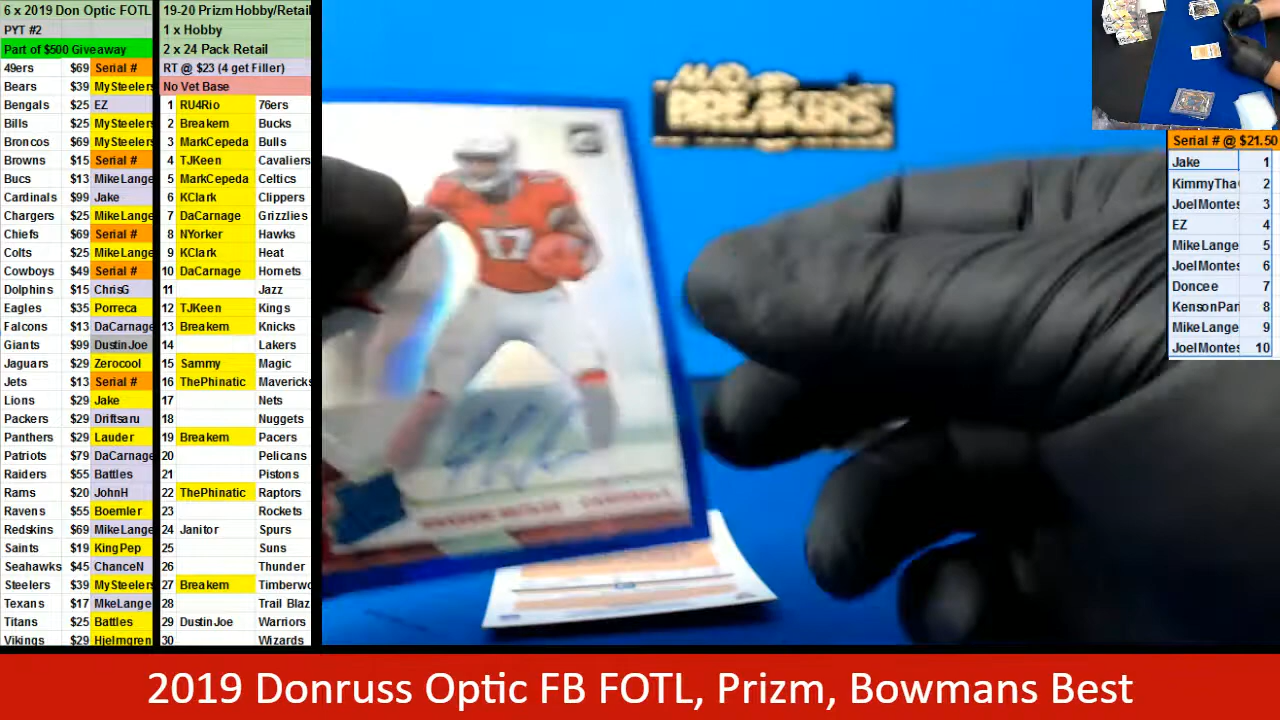 6 x 2019 Don Optic FOTL
PYT #2
Part of $500 Giveaway
49ers $69 Serial #
Bears $39 MySteelers
Bengals $25 EZ
Bills $25 MySteelers
Broncos $69 MySteelers
Browns $15 Serial #
Bucs $13 MikeLange
Cardinals $99 Jake
Chargers $25 MikeLange
Chiefs $69 Serial #
Colts $25 MikeLange
Cowboys $49 Serial #
Dolphins $15 ChrisG
Eagles $35 Porreca
Falcons $13 DaCarnage
Giants $99 DustinJoe
Jaguars $29 Zerocool
Jets $13 Serial #
Lions $29 Jake
Packers $29 Driftsaru
Panthers $29 Lauder
Patriots $79 DaCarnage
Raiders $55 Battles
Rams $20 JohnH
Ravens $55 Boemler
Redskins $69 MikeLange
Saints $19 KingPep
Seahawks $45 ChanceN
Steelers $39 MySteelers
Texans $17 MkeLange
Titans $25 Battles
Vikings $29 Hjelmgren
19-20 Prizm Hobby/Retail
1 x Hobby
2 x 24 Pack Retail
RT @ $23 (4 get Filler)
No Vet Base
1 RU4Rio 76ers
2 Breakem Bucks
3 MarkCepeda Bulls
4 TJKeen Cavaliers
5 MarkCepeda Celtics
6 KClark Clippers
7 DaCarnage Grizzlies
8 NYorker Hawks
9 KClark Heat
10 DaCarnage Hornets
11 Jazz
12 TJKeen Kings
13 Breakem Knicks
14 Lakers
15 Sammy Magic
16 ThePhinatic Mavericks
17 Nets
18 Nuggets
19 Breakem Pacers
20 Pelicans
21 Pistons
22 ThePhinatic Raptors
23 Rockets
24 Janitor Spurs
25 Suns
26 Thunder
27 Breakem Timberwo
28 Trail Blaz
29 DustinJoe Warriors
30 Wizards
MOJO BREAKERS
17
Serial # @ $21.50
Jake 1
KimmyTha 2
JoelMontes 3
EZ 4
MikeLange 5
JoelMontes 6
Doncee 7
KensonPar 8
MikeLange 9
JoelMontes 10
2019 Donruss Optic FB FOTL, Prizm, Bowmans Best